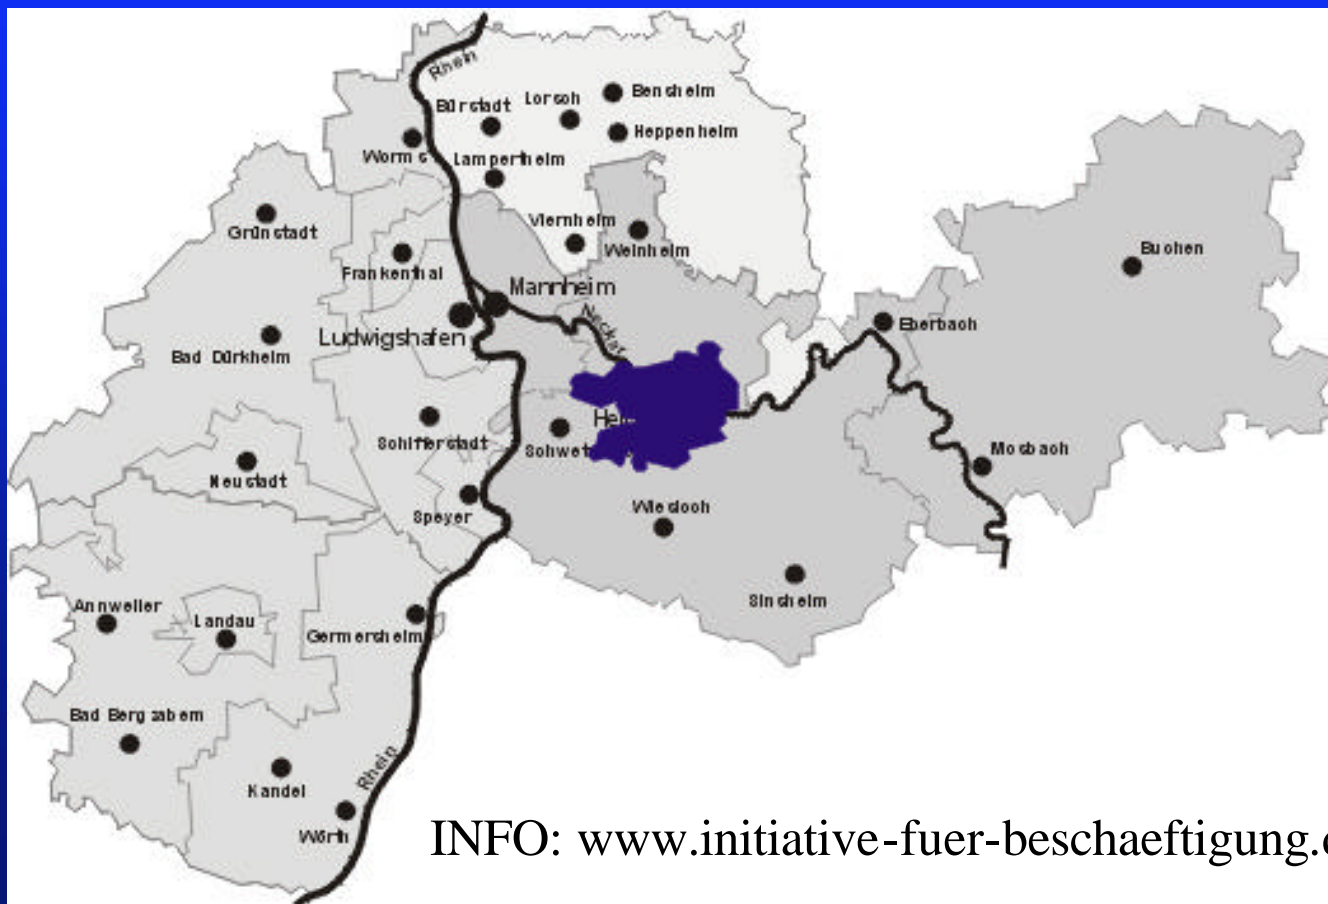 Rhein
Bensheim
Lorsch
Bürstadt
Heppenheim
Worms
Lampertheim
Grünstadt
Viernheim
Weinheim
Buchen
Frankenthal
Mannheim
Neckar
Eberbach
Ludwigshafen
Bad Dürkheim
Hei
Schifferstadt
Schwet
Mosbach
Neustadt
Speyer
Wiesloch
Sinsheim
Annweiler
Landau
Germersheim
Bad Bergzabern
Rhein
Kandel
Wörth
INFO: www.initiative-fuer-beschaeftigung.